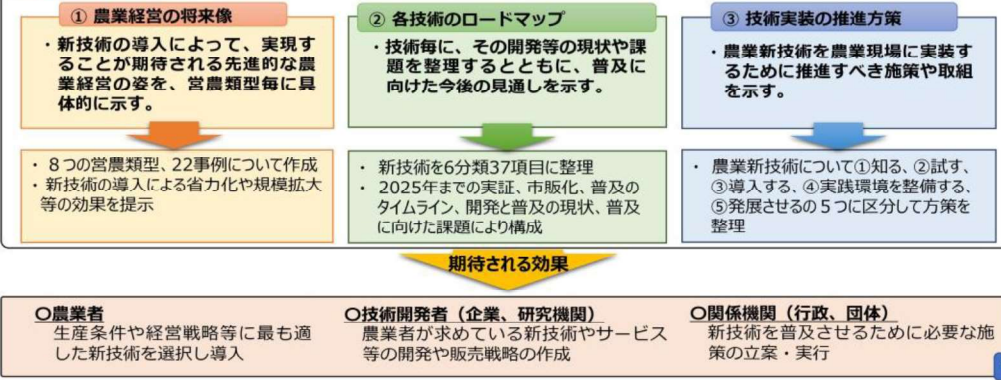 ① 農業経営の将来像
・新技術の導入によって、実現す
ることが期待される先進的な農
業経営の姿を、営農類型毎に具
体的に示す。
・ 8つの営農類型、22事例について作成
・ 新技術の導入による省力化や規模拡大
等の効果を提示
② 各技術のロードマップ
・技術毎に、その開発等の現状や課
題を整理するとともに、普及に
向けた今後の見通しを示す。
・ 新技術を6分類37項目に整理
・ 2025年までの実証、市販化、普及の
タイムライン、開発と普及の現状、普及
に向けた課題により構成
③ 技術実装の推進方策
・農業新技術を農業現場に実装す
るために推進すべき施策や取組
を示す。
・ 農業新技術について①知る、②試す、
③導入する、④実践環境を整備する、
⑤発展させるの５つに区分して方策を
整理
期待される効果
〇農業者
生産条件や経営戦略等に最も適
した新技術を選択し導入
〇技術開発者（企業、研究機関）
農業者が求めている新技術やサービス
等の開発や販売戦略の作成
〇関係機関（行政、団体）
新技術を普及させるために必要な施
策の立案・実行